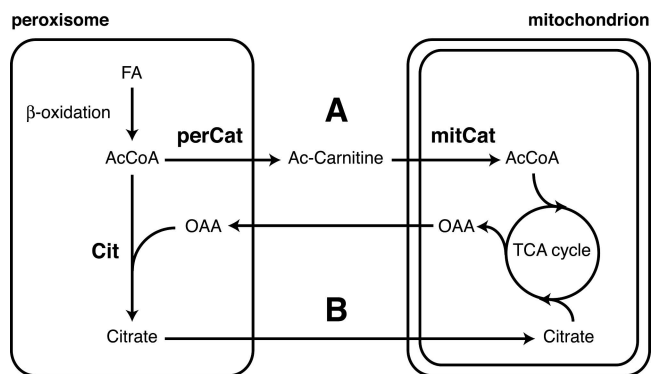 peroxisome
mitochondrion
FA
β-oxidation
A
perCat
mitCat
AcCoA
Ac-Carnitine
AcCoA
OAA
OAA
Cit
TCA cycle
B
Citrate
Citrate